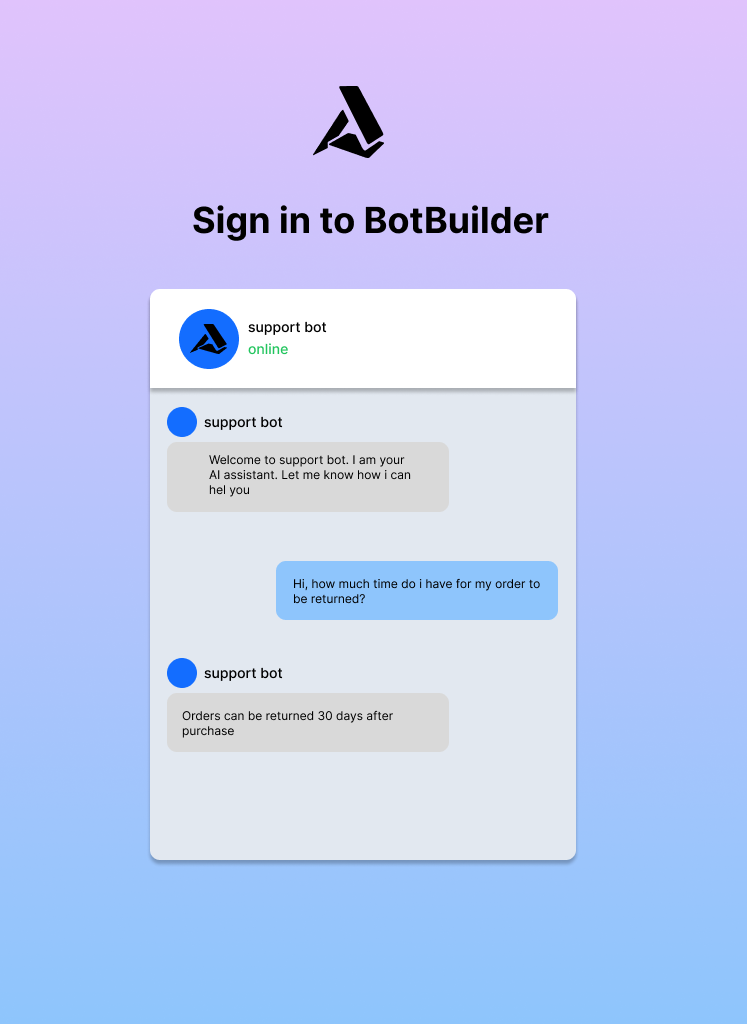 Sign in to BotBuilder
support bot
online
support bot
Welcome to support bot. I am your
AI assistant. Let me know how i can
hel you
Hi, how much time do i have for my order to
be returned?
support bot
Orders can be returned 30 days after
purchase